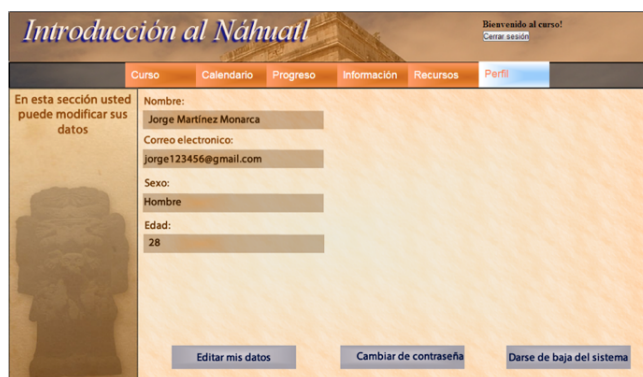 Introducción al Náhuatl
Bienvenido al curso!
Cerrar sesión
Curso Calendario Progreso Información Recursos Perfil
En esta sección usted
puede modificar sus
datos
Nombre:
Jorge Martínez Monarca
Correo electronico:
jorge123456@gmail.com
Sexo:
Hombre
Edad:
28
Editar mis datos
Cambiar de contraseña
Darse de baja del sistema